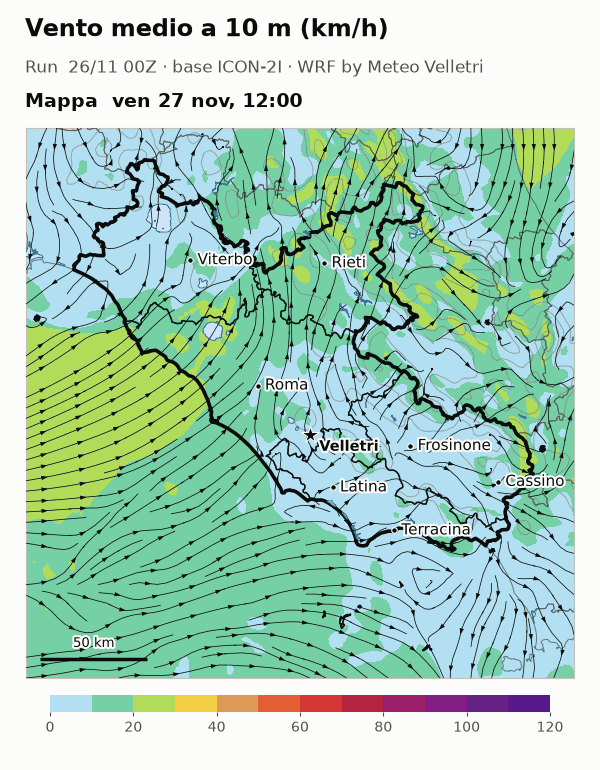 Vento medio a 10 m (km/h)
Run 26/11 00Z · base ICON-2I · WRF by Meteo Velletri
Mappa ven 27 nov, 12:00
Viterbo
Rieti
Roma
Velletri
Frosinone
Cassino
Latina
Terracina
50 km
0 20 40 60 80 100 120